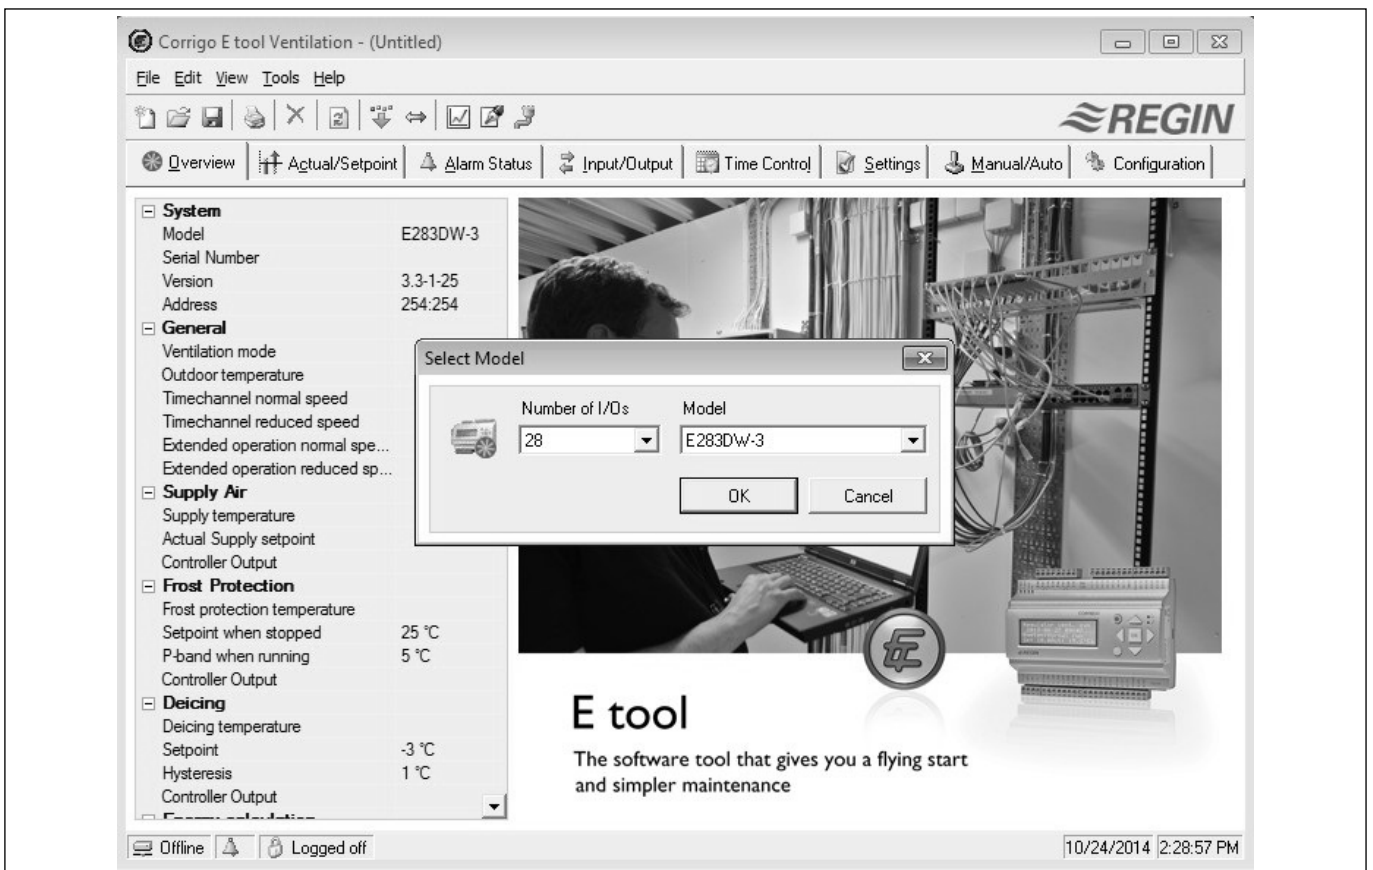 Corrigo E tool Ventilation - (Untitled)
File Edit View Tools Help
REGIN
Overview Actual/Setpoint Alarm Status Input/Output Time Control Settings Manual/Auto Configuration
System
Model E283DW-3
Serial Number
Version 3.3-1-25
Address 254:254
General
Ventilation mode
Outdoor temperature
Timechannel normal speed
Timechannel reduced speed
Extended operation normal spe...
Extended operation reduced sp...
Supply Air
Supply temperature
Actual Supply setpoint
Controller Output
Frost Protection
Frost protection temperature
Setpoint when stopped 25 °C
P-band when running 5 °C
Controller Output
Deicing
Deicing temperature
Setpoint -3 °C
Hysteresis 1 °C
Controller Output
Select Model
Number of I/Os Model
28 E283DW-3
OK Cancel
E tool
The software tool that gives you a flying start
and simpler maintenance
Offline Logged off 10/24/2014 2:28:57 PM